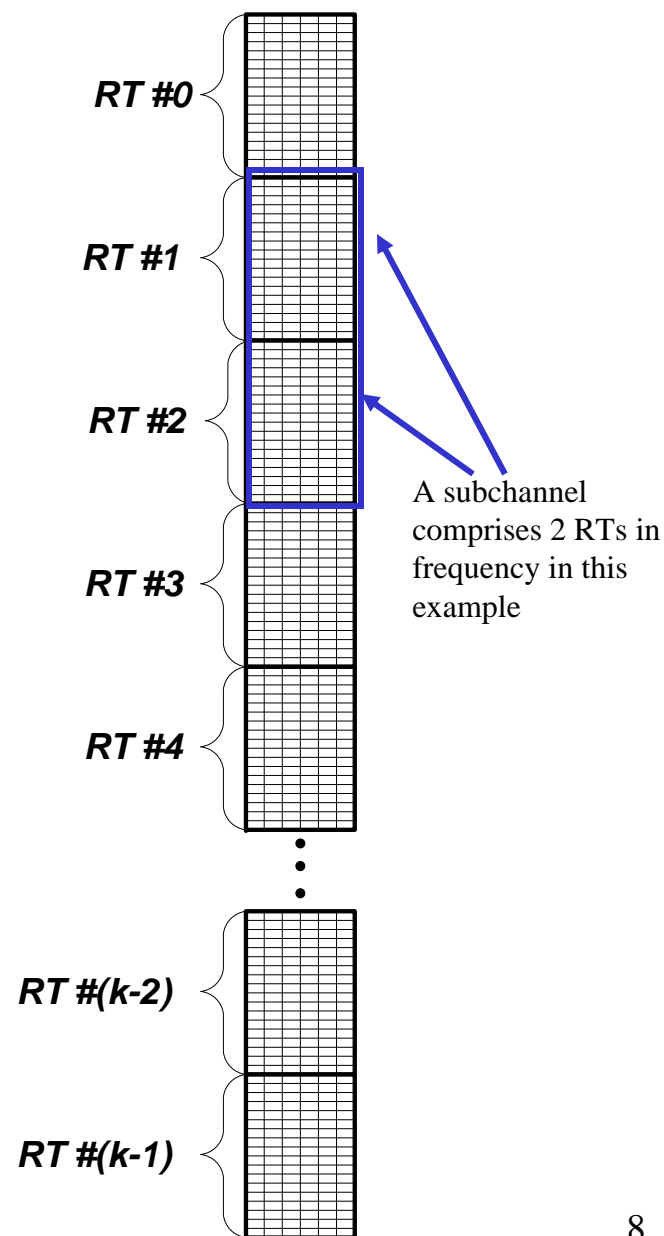 RT #0
RT #1
RT #2
A subchannel
comprises 2 RTs in
frequency in this
example
RT #3
RT #4
RT #(k-2)
RT #(k-1)
8